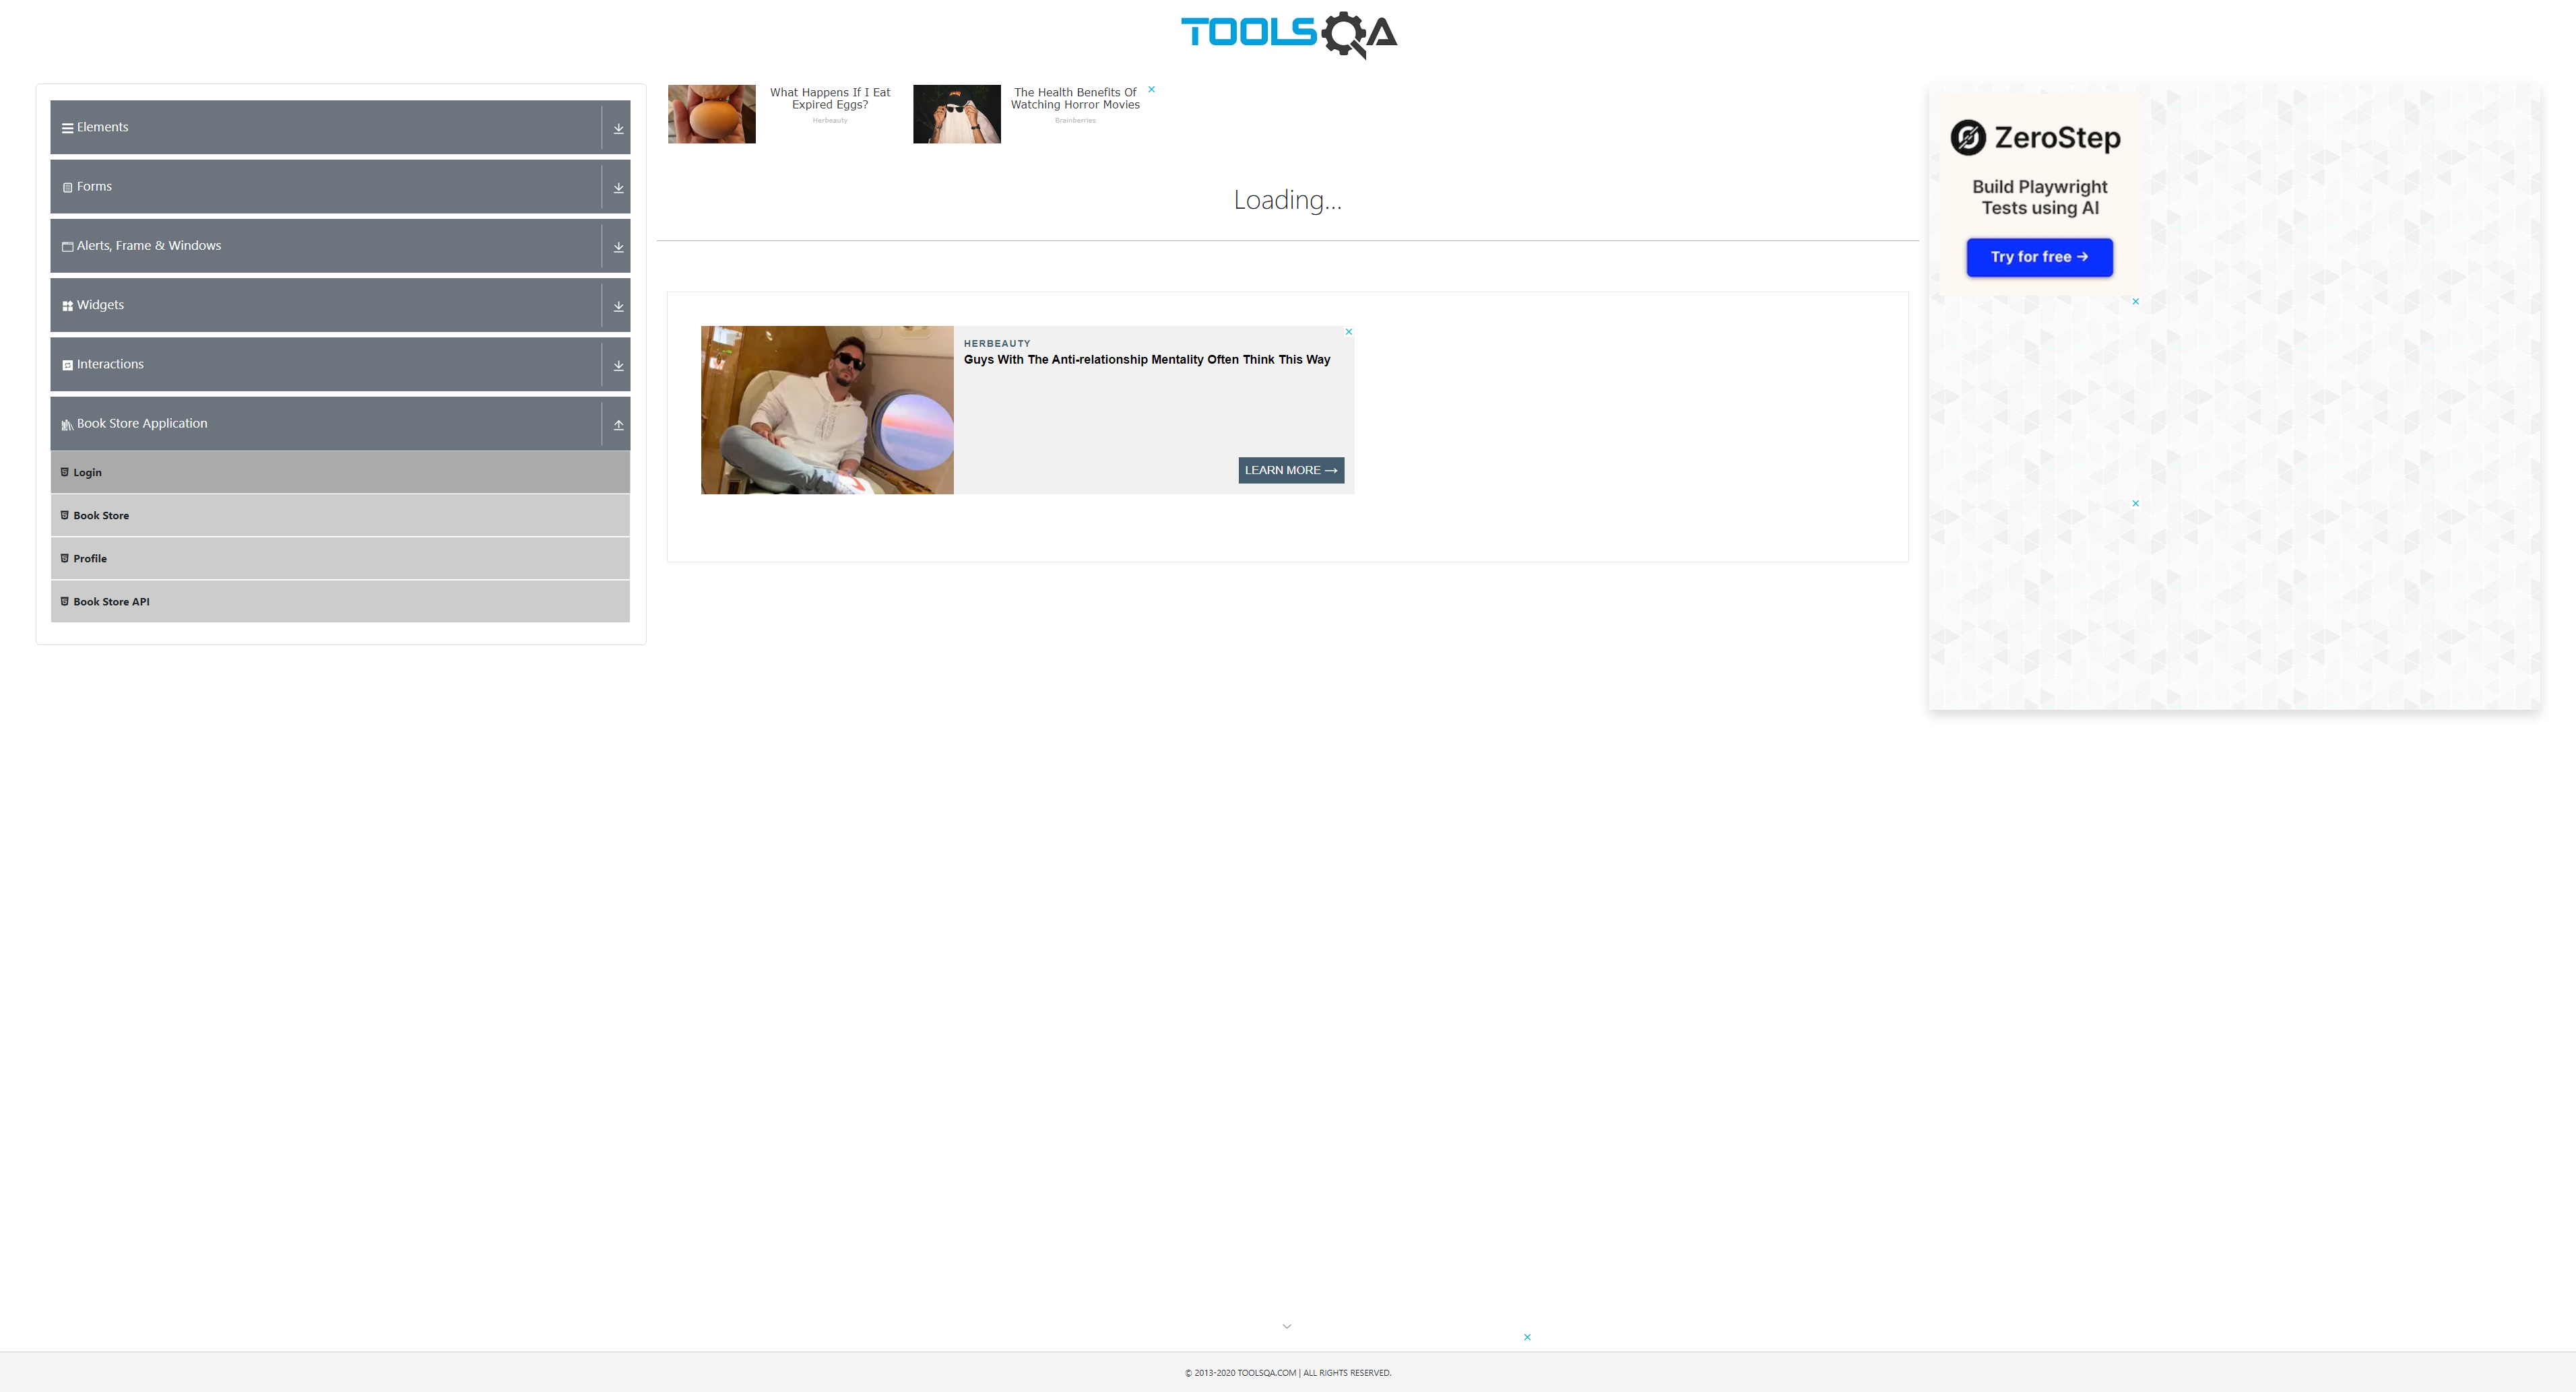 TOOLSQA
Elements
Forms
Alerts, Frame & Windows
Widgets
Interactions
Book Store Application
Login
Book Store
Profile
Book Store API
What Happens If I Eat
Expired Eggs?
Herbeauty
The Health Benefits Of
Watching Horror Movies
Brainberries
Loading...
HERBEAUTY
Guys With The Anti-relationship Mentality Often Think This Way
LEARN MORE →
ZeroStep
Build Playwright
Tests using AI
Try for free →
© 2013-2020 TOOLSQA.COM | ALL RIGHTS RESERVED.